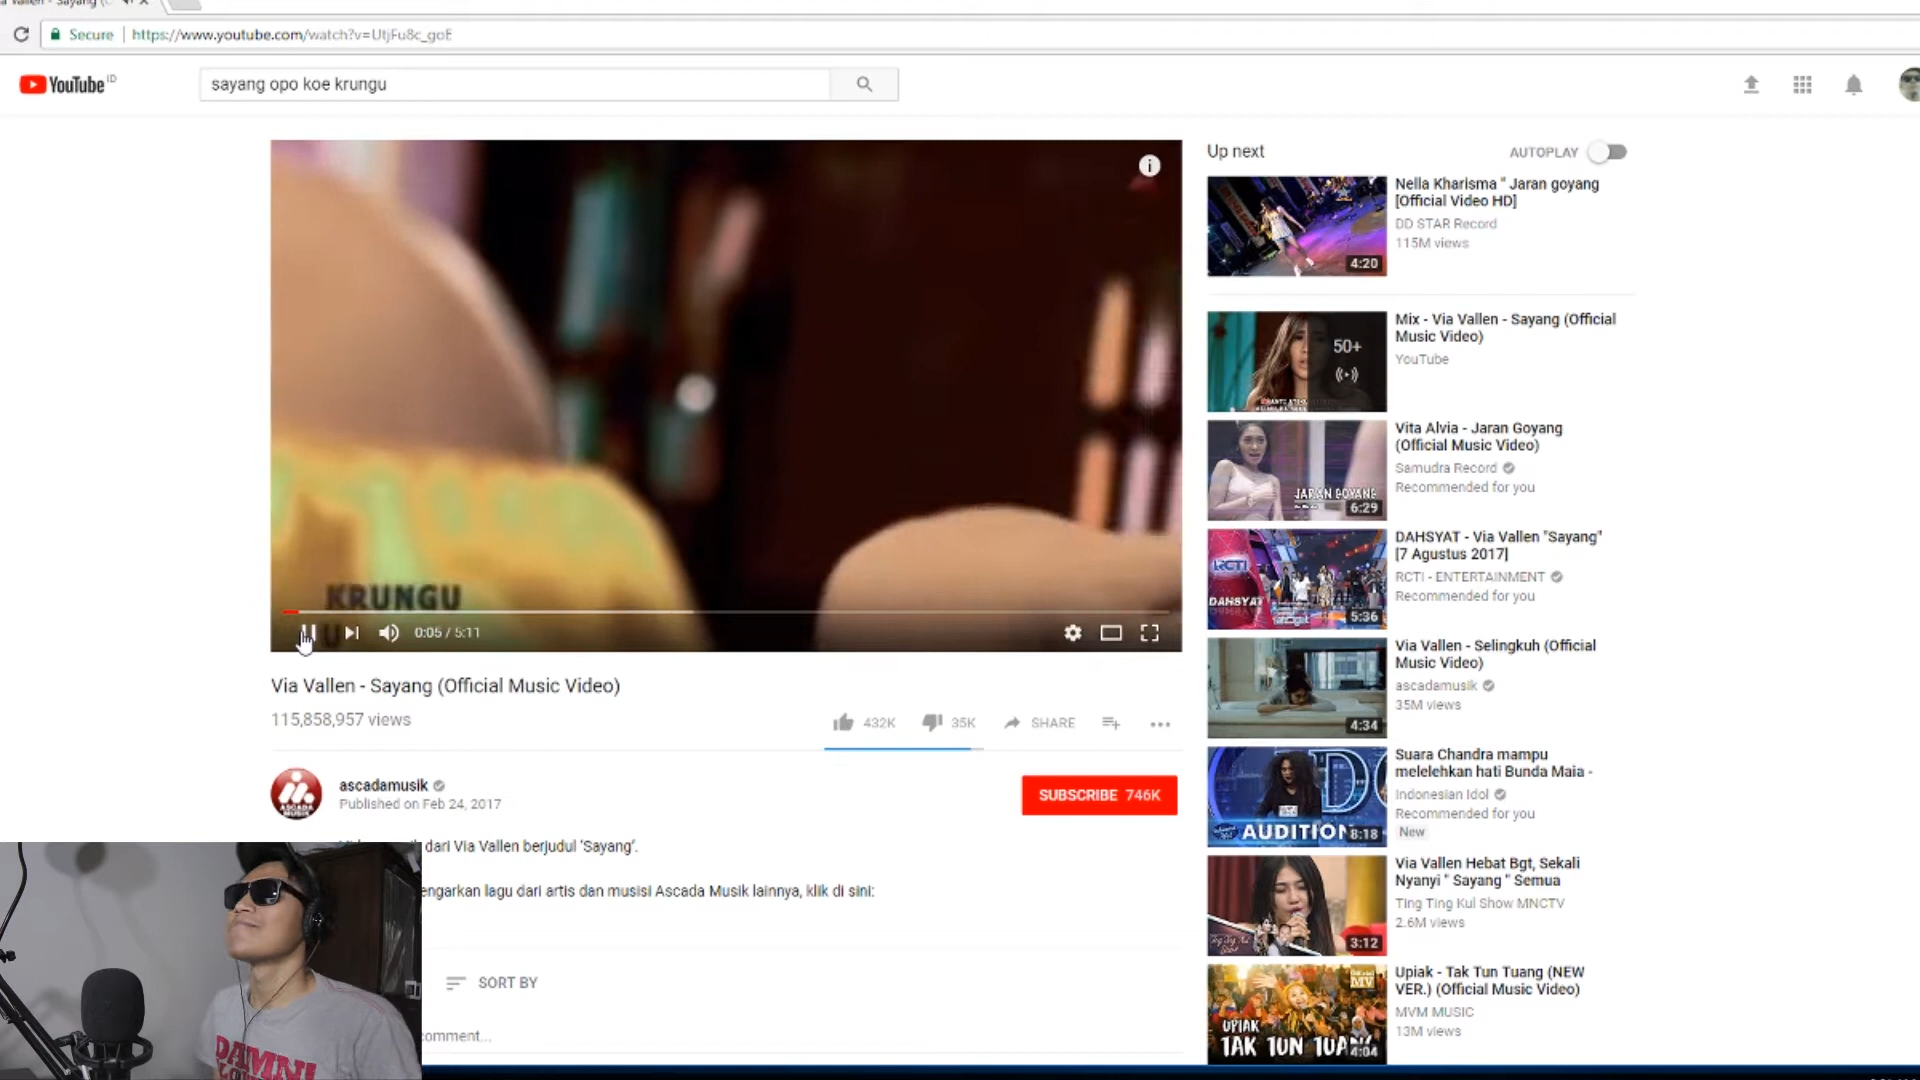 Secure
https://www.youtube.com/watch?v=UtjFu8c_goE
YouTube ID
sayang opo koe krungu
KRUNGU
0:05 / 5:11
Via Vallen - Sayang (Official Music Video)
115,858,957 views
432K
35K
SHARE
ascadamusik
Published on Feb 24, 2017
SUBSCRIBE 746K
dari Via Vallen berjudul 'Sayang'.
engarkan lagu dari artis dan musisi Ascada Musik lainnya, klik di sini:
SORT BY
comment...
Up next
AUTOPLAY
4:20
Nella Kharisma " Jaran goyang
[Official Video HD]
DD STAR Record
115M views
50+
Mix - Via Vallen - Sayang (Official
Music Video)
YouTube
JARAN GOYANG
6:29
Vita Alvia - Jaran Goyang
(Official Music Video)
Samudra Record
Recommended for you
RCTI
DAHSYAT
5:36
DAHSYAT - Via Vallen "Sayang"
[7 Agustus 2017]
RCTI - ENTERTAINMENT
Recommended for you
4:34
Via Vallen - Selingkuh (Official
Music Video)
ascadamusik
35M views
AUDITION
8:18
Suara Chandra mampu
melelehkan hati Bunda Maia -
Indonesian Idol
Recommended for you
New
3:12
Via Vallen Hebat Bgt, Sekali
Nyanyi " Sayang " Semua
Ting Ting Kul Show MNCTV
2.6M views
MV
UPIAK
TAK TUN TUANG
4:04
Upiak - Tak Tun Tuang (NEW
VER.) (Official Music Video)
MVM MUSIC
13M views
DAMN!